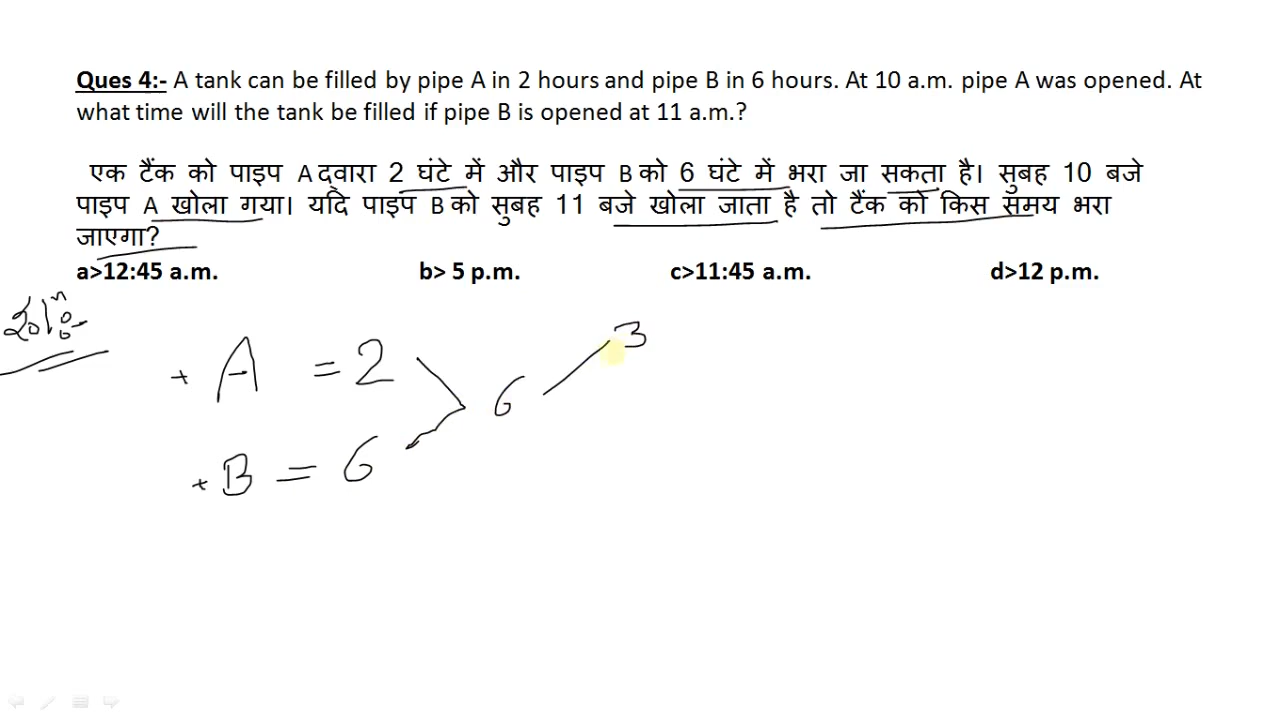 Ques 4:- A tank can be filled by pipe A in 2 hours and pipe B in 6 hours. At 10 a.m. pipe A was opened. At
what time will the tank be filled if pipe B is opened at 11 a.m.?
एक टैंक को पाइप A द्वारा 2 घंटे में और पाइप B को 6 घंटे में भरा जा सकता है। सुबह 10 बजे
पाइप A खोला गया। यदि पाइप B को सुबह 11 बजे खोला जाता है तो टैंक को किस समय भरा
जाएगा?
a>12:45 a.m. b> 5 p.m. c>11:45 a.m. d>12 p.m.
Solⁿ:-
+ A = 2
6
3
+ B = 6